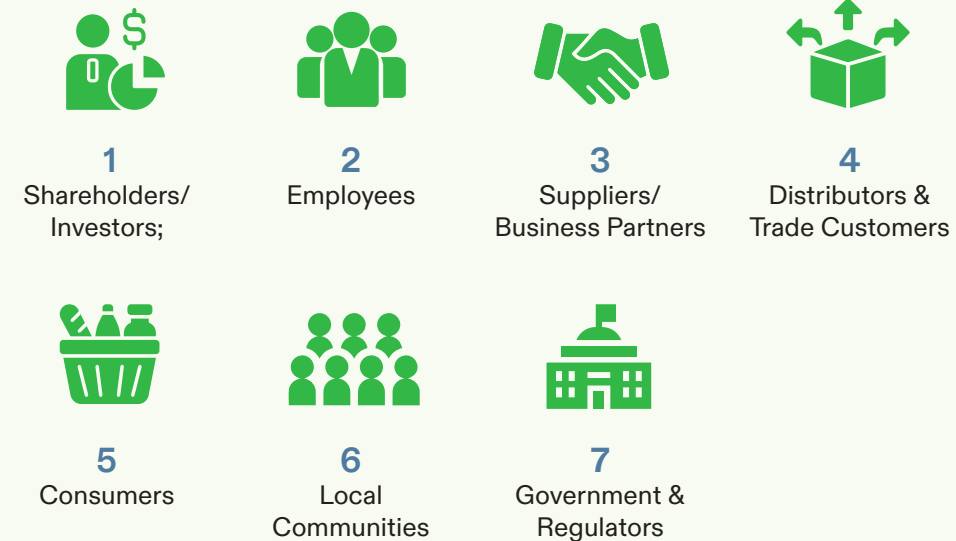 $
1
Shareholders/
Investors;
2
Employees
3
Suppliers/
Business Partners
4
Distributors &
Trade Customers
5
Consumers
6
Local
Communities
7
Government &
Regulators